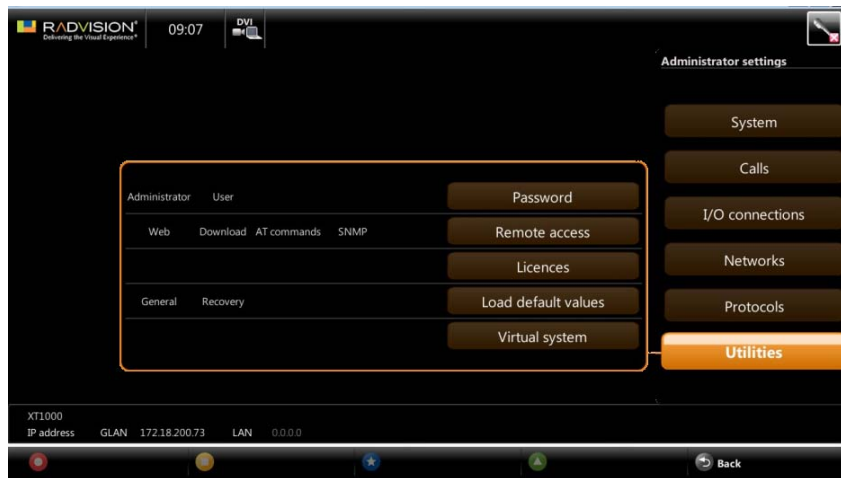 RADVISION®
Delivering the Visual Experience®
09:07
DVI
Administrator settings
System
Calls
I/O connections
Networks
Protocols
Utilities
Administrator User Password
Web Download AT commands SNMP Remote access
Licences
General Recovery Load default values
Virtual system
XT1000
IP address GLAN 172.18.200.73 LAN 0.0.0.0
Back